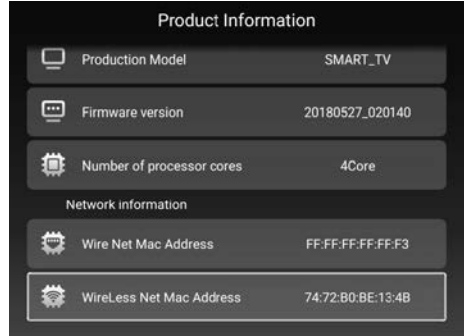 Product Information
Production Model SMART_TV
Firmware version 20180527_020140
Number of processor cores 4Core
Network information
Wire Net Mac Address FF:FF:FF:FF:FF:F3
WireLess Net Mac Address 74:72:B0:BE:13:4B